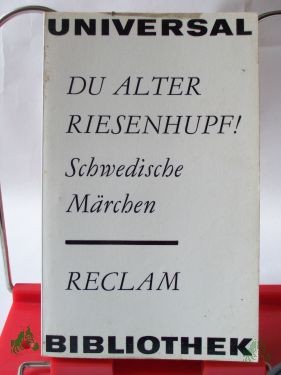 UNIVERSAL
DU ALTER
RIESENHUPF!
Schwedische
Märchen
RECLAM
BIBLIOTHEK